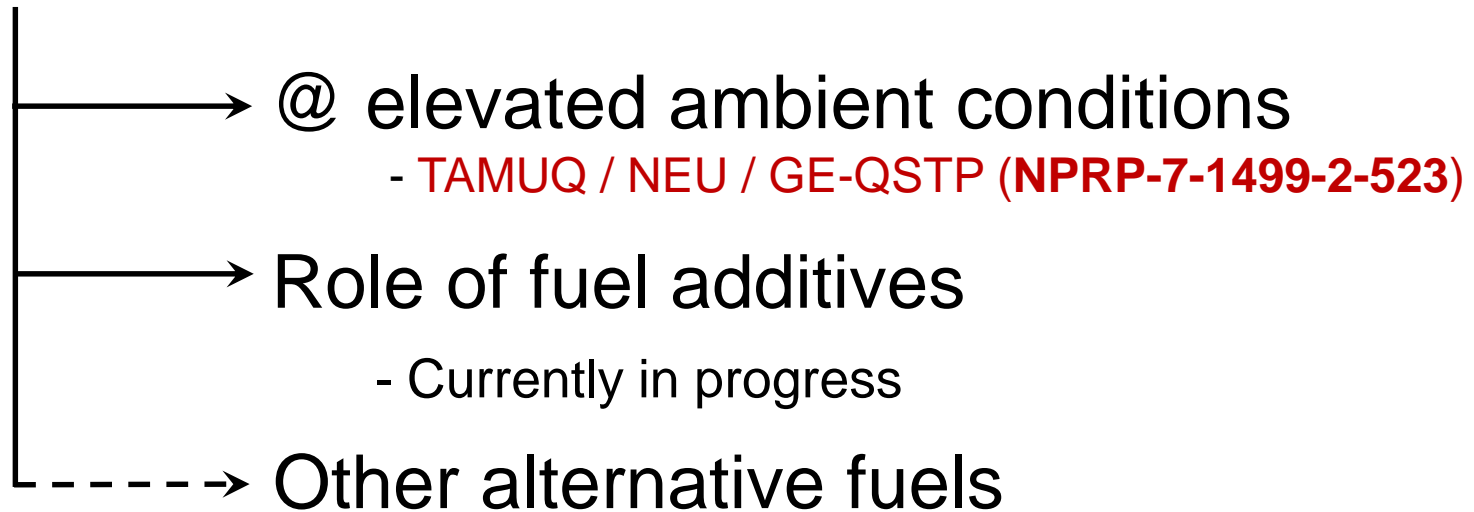 @ elevated ambient conditions
- TAMUQ / NEU / GE-QSTP (NPRP-7-1499-2-523)
Role of fuel additives
- Currently in progress
Other alternative fuels